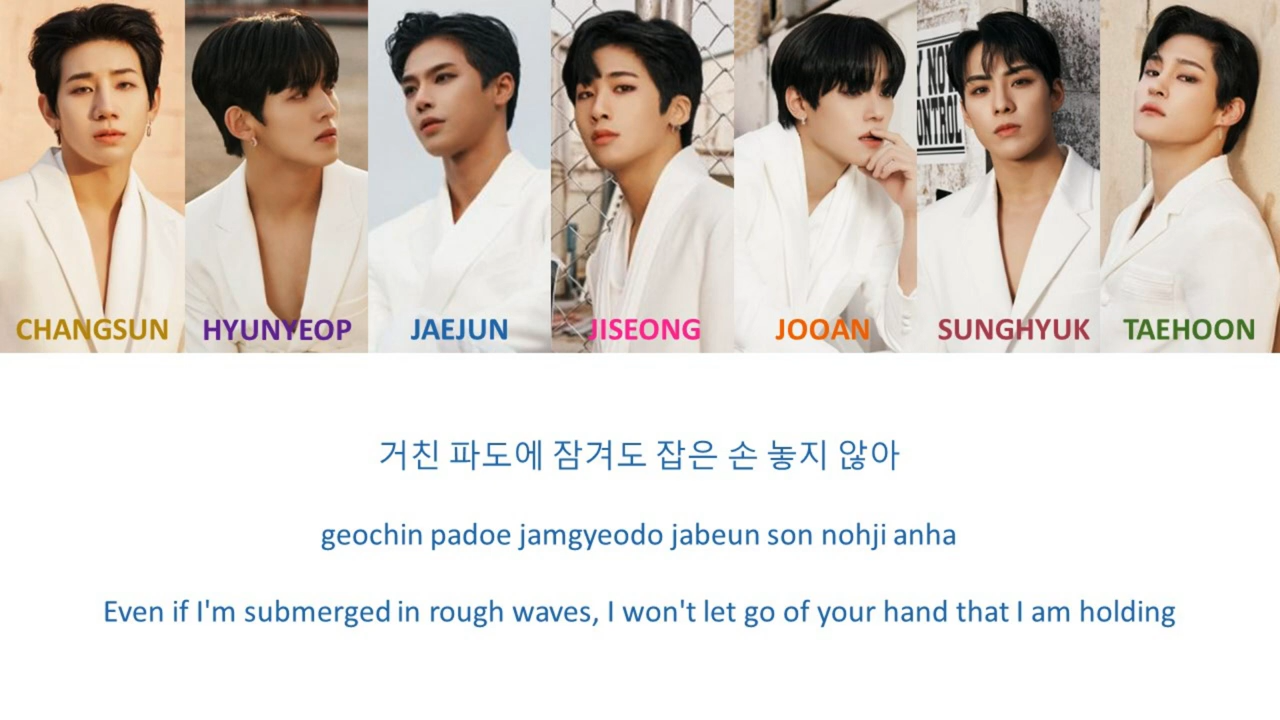 Y NO
CONTROL
CHANGSUN HYUNYEOP JAEJUN JISEONG JOOAN SUNGHYUK TAEHOON
거친 파도에 잠겨도 잡은 손 놓지 않아
geochin padoe jamgyeodo jabeun son nohji anha
Even if I'm submerged in rough waves, I won't let go of your hand that I am holding